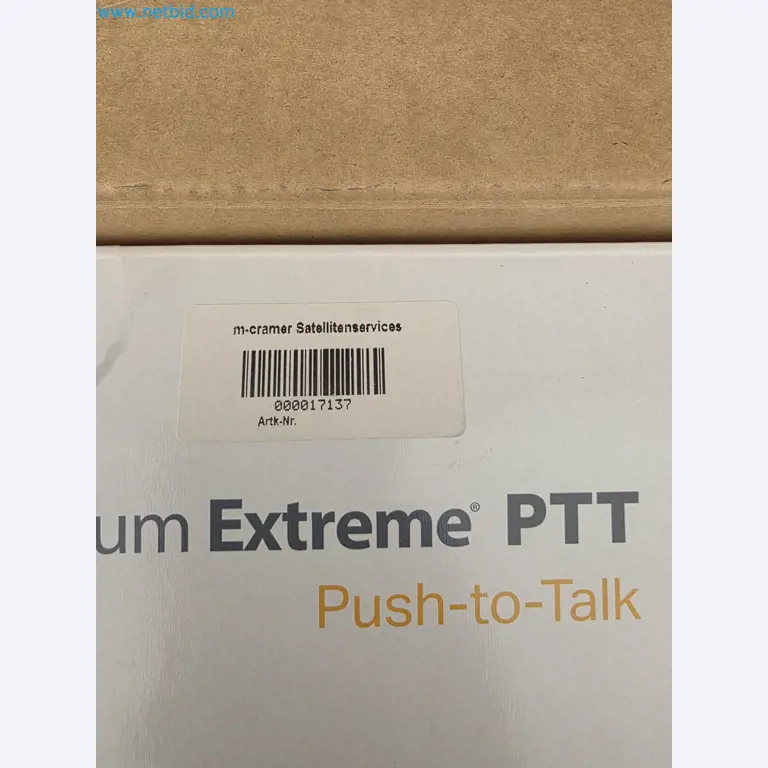 www.netbid.com
m-cramer Satellitenservices
000017137
Artk-Nr.
um Extreme® PTT
Push-to-Talk